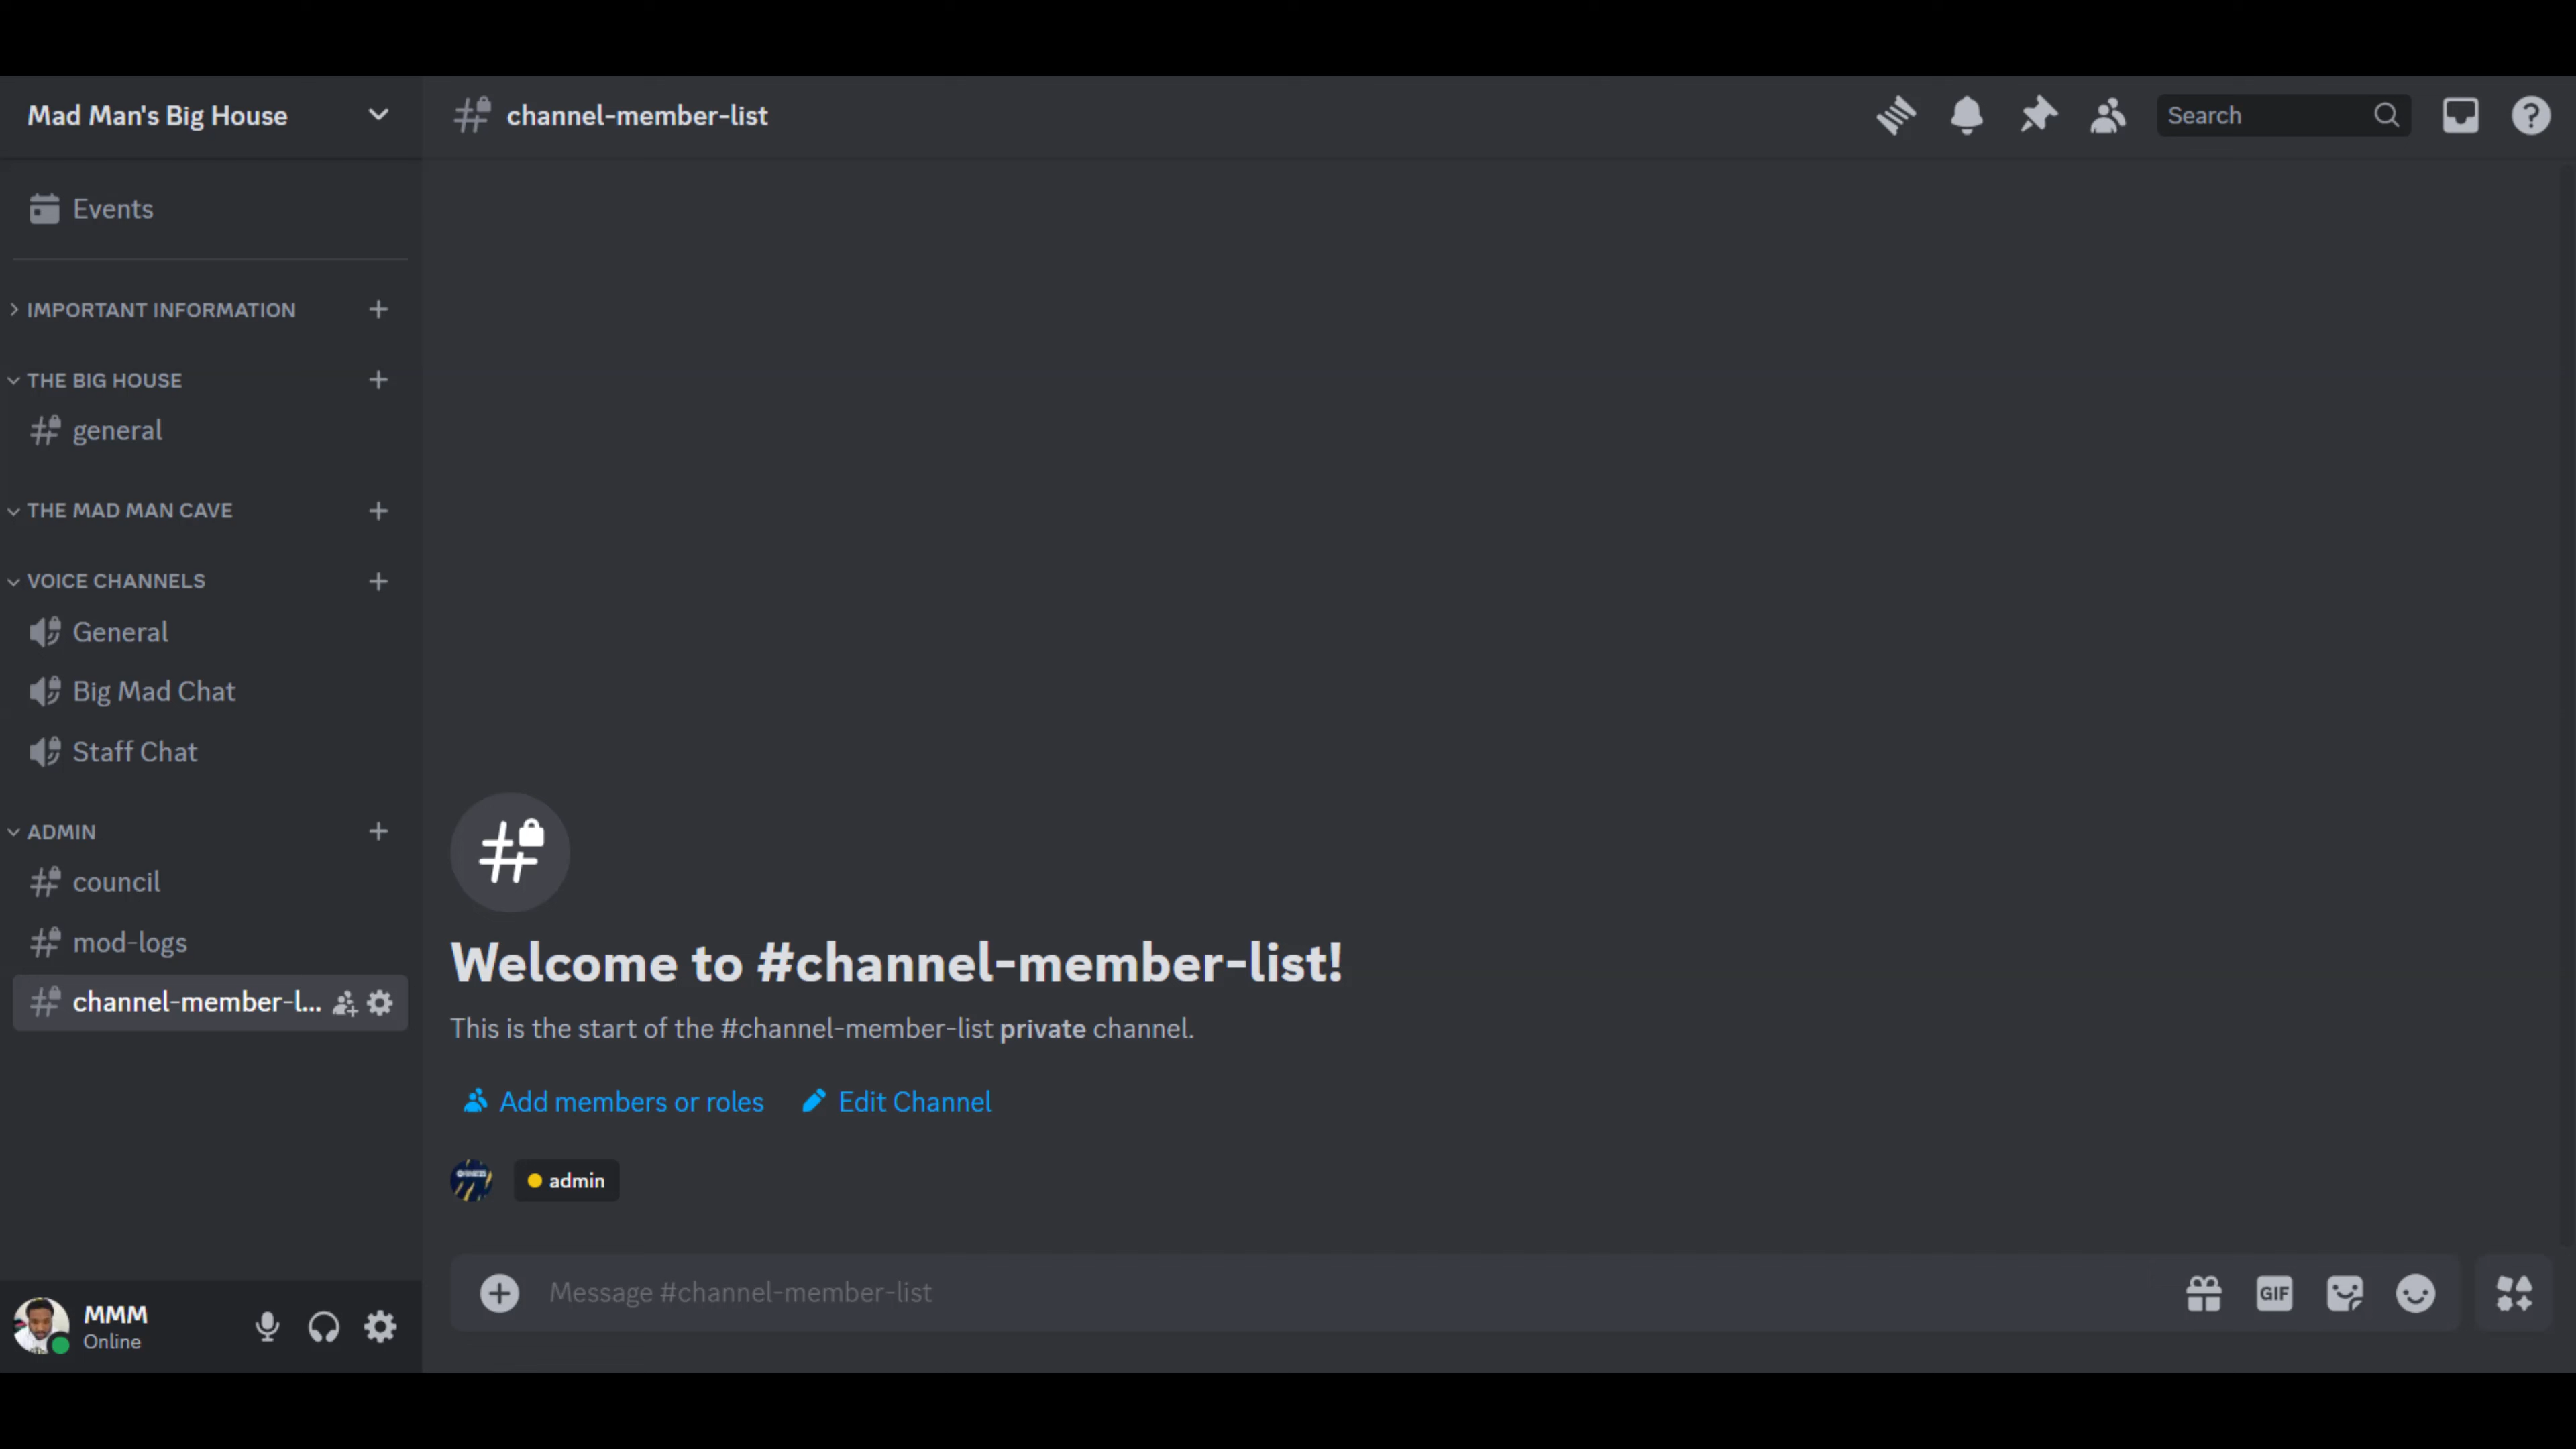 Mad Man's Big House
channel-member-list
Search
Events
IMPORTANT INFORMATION
THE BIG HOUSE
general
THE MAD MAN CAVE
VOICE CHANNELS
General
Big Mad Chat
Staff Chat
ADMIN
council
mod-logs
channel-member-l...
Welcome to #channel-member-list!
This is the start of the #channel-member-list private channel.
Add members or roles
Edit Channel
admin
Message #channel-member-list
GIF
MMM
Online